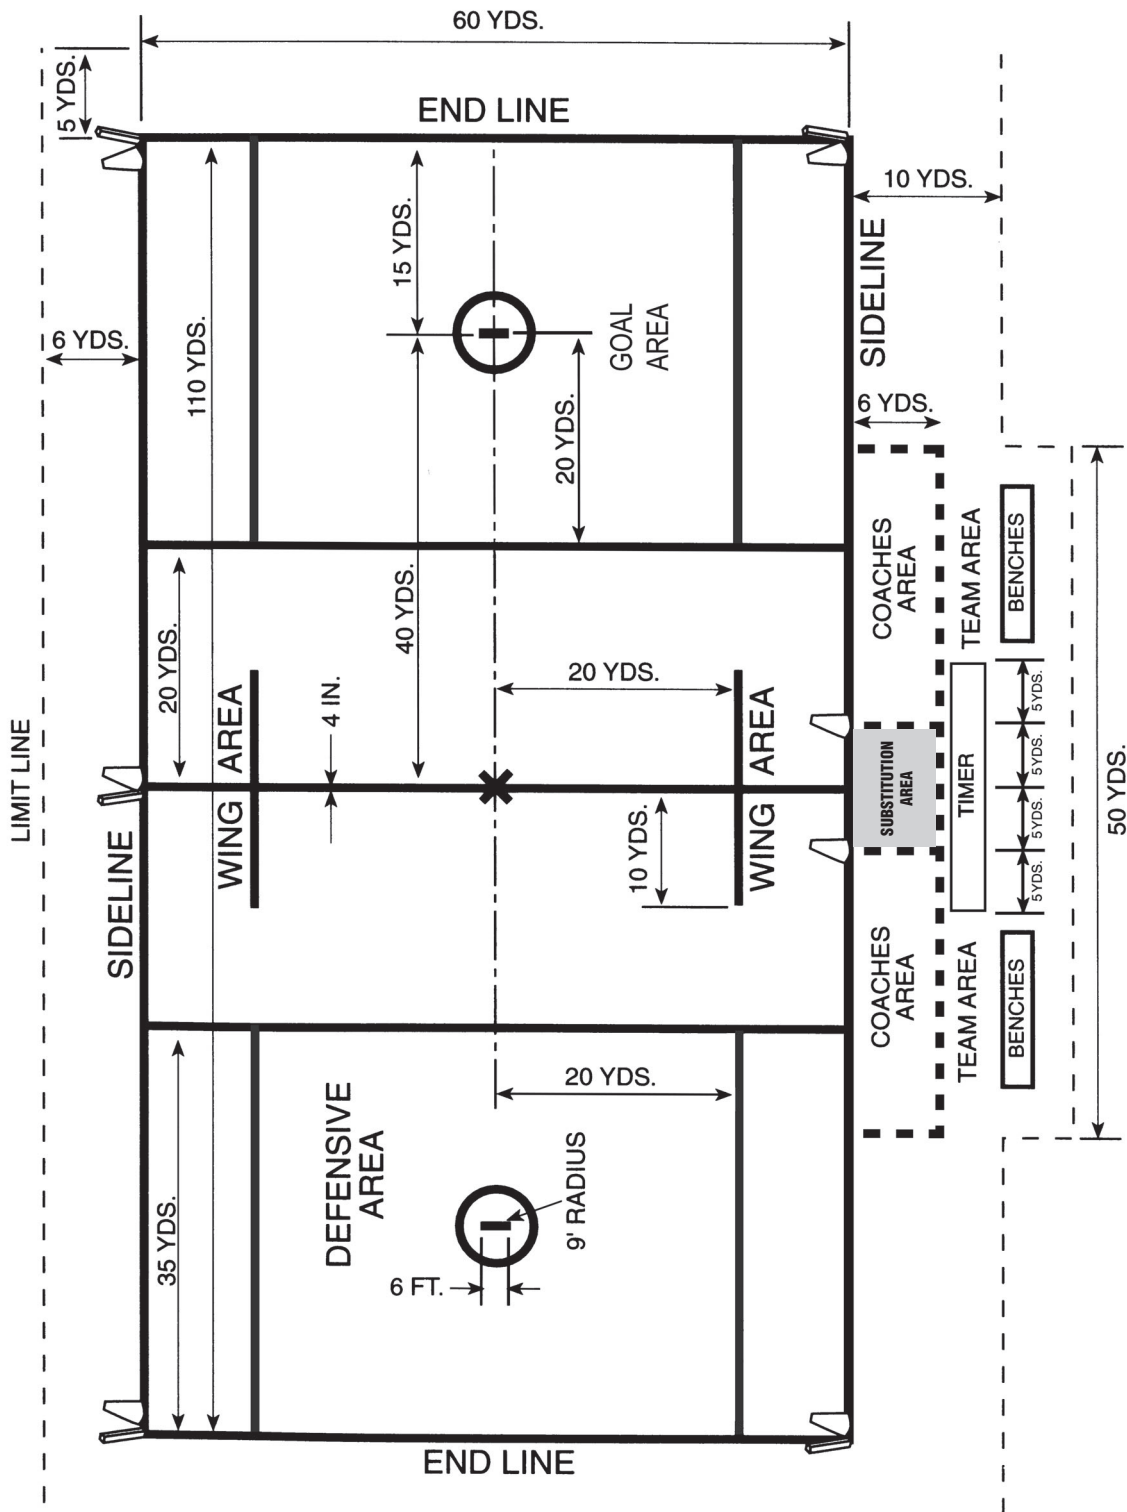 60 YDS.
5 YDS.
END LINE
10 YDS.
15 YDS.
SIDELINE
6 YDS.
110 YDS.
GOAL
AREA
6 YDS.
20 YDS.
COACHES
AREA
TEAM AREA
BENCHES
40 YDS.
20 YDS.
20 YDS.
4 IN.
WING AREA
WING AREA
LIMIT LINE
SUBSTITUTION
AREA
TIMER
5 YDS.
5 YDS.
5 YDS.
5 YDS.
50 YDS.
10 YDS.
SIDELINE
COACHES
AREA
TEAM AREA
BENCHES
20 YDS.
DEFENSIVE
AREA
9' RADIUS
35 YDS.
6 FT.
END LINE